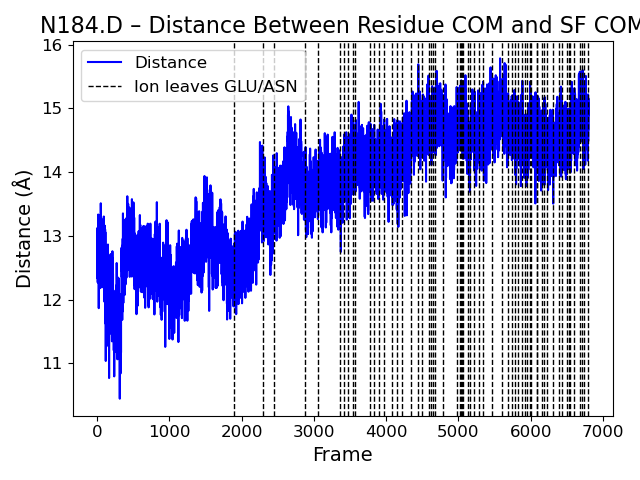 N184.D – Distance Between Residue COM and SF COM
Distance
Ion leaves GLU/ASN
Distance (Å)
16
15
14
13
12
11
0 1000 2000 3000 4000 5000 6000 7000
Frame